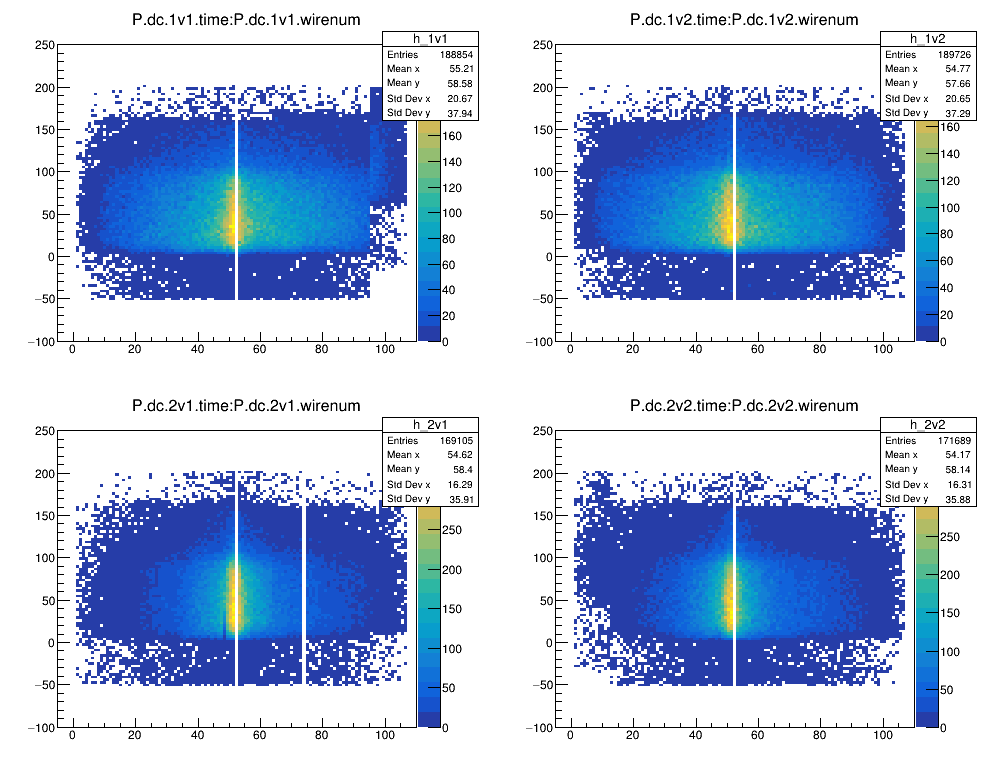 P.dc.1v1.time:P.dc.1v1.wirenum
h_1v1
Entries 188854
Mean x 55.21
Mean y 58.58
Std Dev x 20.67
Std Dev y 37.94
250
200
150
100
50
0
−50
−100
0 20 40 60 80 100
160
140
120
100
80
60
40
20
0
P.dc.1v2.time:P.dc.1v2.wirenum
h_1v2
Entries 189726
Mean x 54.77
Mean y 57.66
Std Dev x 20.65
Std Dev y 37.29
250
200
150
100
50
0
−50
−100
0 20 40 60 80 100
160
140
120
100
80
60
40
20
0
P.dc.2v1.time:P.dc.2v1.wirenum
h_2v1
Entries 169105
Mean x 54.62
Mean y 58.4
Std Dev x 16.29
Std Dev y 35.91
250
200
150
100
50
0
−50
−100
0 20 40 60 80 100
250
200
150
100
50
0
P.dc.2v2.time:P.dc.2v2.wirenum
h_2v2
Entries 171689
Mean x 54.17
Mean y 58.14
Std Dev x 16.31
Std Dev y 35.88
250
200
150
100
50
0
−50
−100
0 20 40 60 80 100
250
200
150
100
50
0